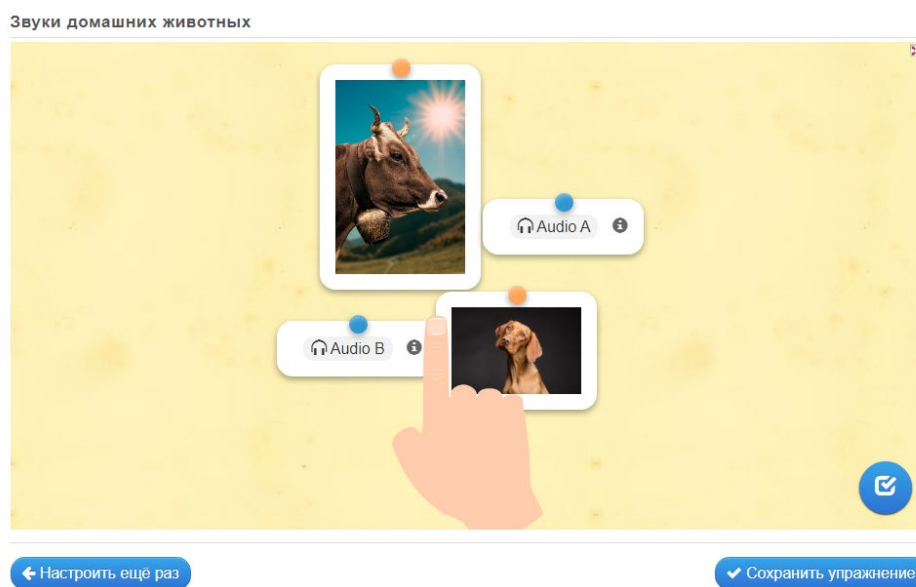 Звуки домашних животных
Audio A
Audio B
Настроить ещё раз
Сохранить упражнение